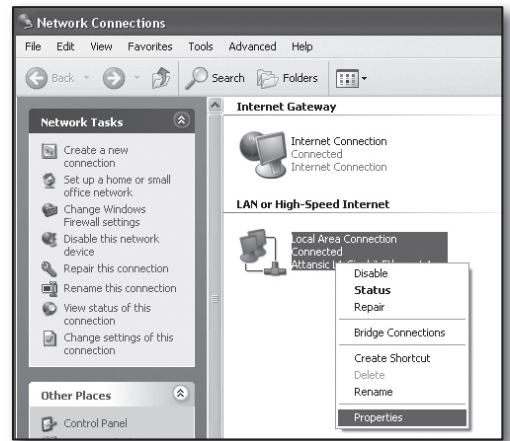 Network Connections
File Edit View Favorites Tools Advanced Help
Back Search Folders
Network Tasks
Create a new
connection
Set up a home or small
office network
Change Windows
Firewall settings
Disable this network
device
Repair this connection
Rename this connection
View status of this
connection
Change settings of this
connection
Other Places
Control Panel
Internet Gateway
Internet Connection
Connected
Internet Connection
LAN or High-Speed Internet
Local Area Connection
Connected
Attansic
Disable
Status
Repair
Bridge Connections
Create Shortcut
Delete
Rename
Properties